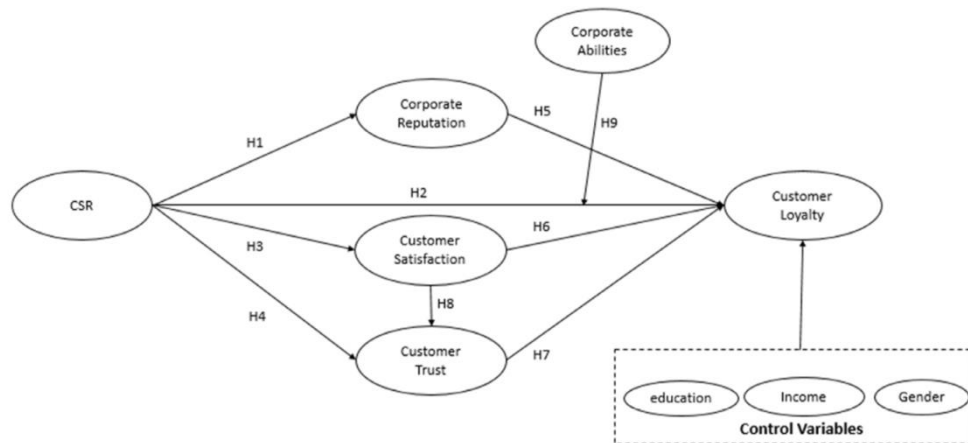 Corporate
Abilities
Corporate
Reputation
H5
H9
H1
CSR
H2
Customer
Loyalty
H3
Customer
Satisfaction
H6
H8
H4
Customer
Trust
H7
education
Income
Gender
Control Variables